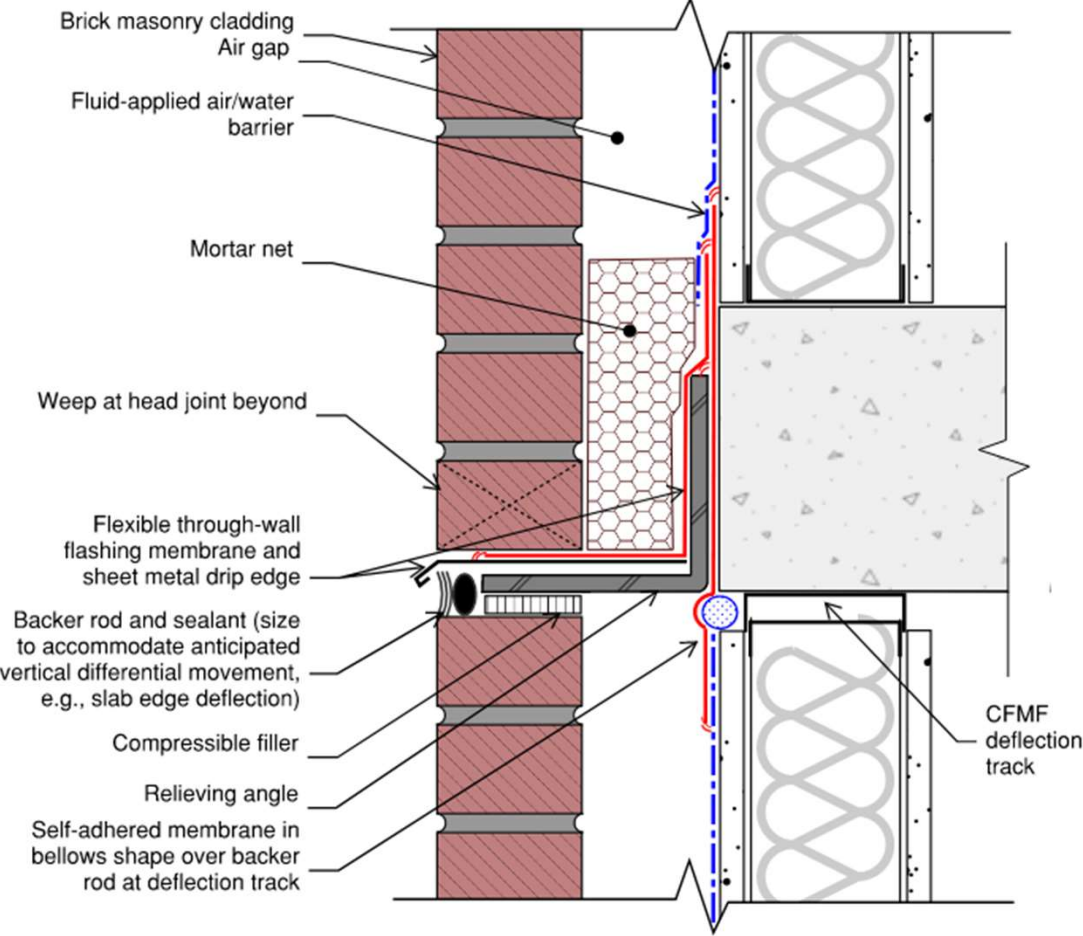 Brick masonry cladding
Air gap
Fluid-applied air/water
barrier
Mortar net
Weep at head joint beyond
Flexible through-wall
flashing membrane and
sheet metal drip edge
Backer rod and sealant (size
to accommodate anticipated
vertical differential movement,
e.g., slab edge deflection)
Compressible filler
Relieving angle
Self-adhered membrane in
bellows shape over backer
rod at deflection track
CFMF
deflection
track